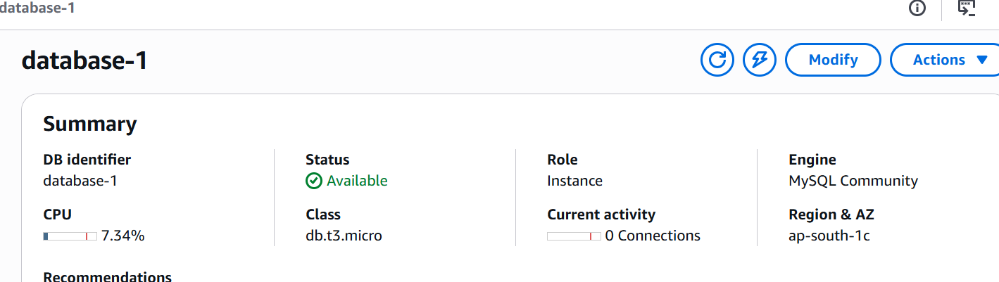 database-1
database-1
Modify
Actions
Summary
DB identifier
database-1
Status
Available
Role
Instance
Engine
MySQL Community
CPU
7.34%
Class
db.t3.micro
Current activity
0 Connections
Region & AZ
ap-south-1c
Recommendations